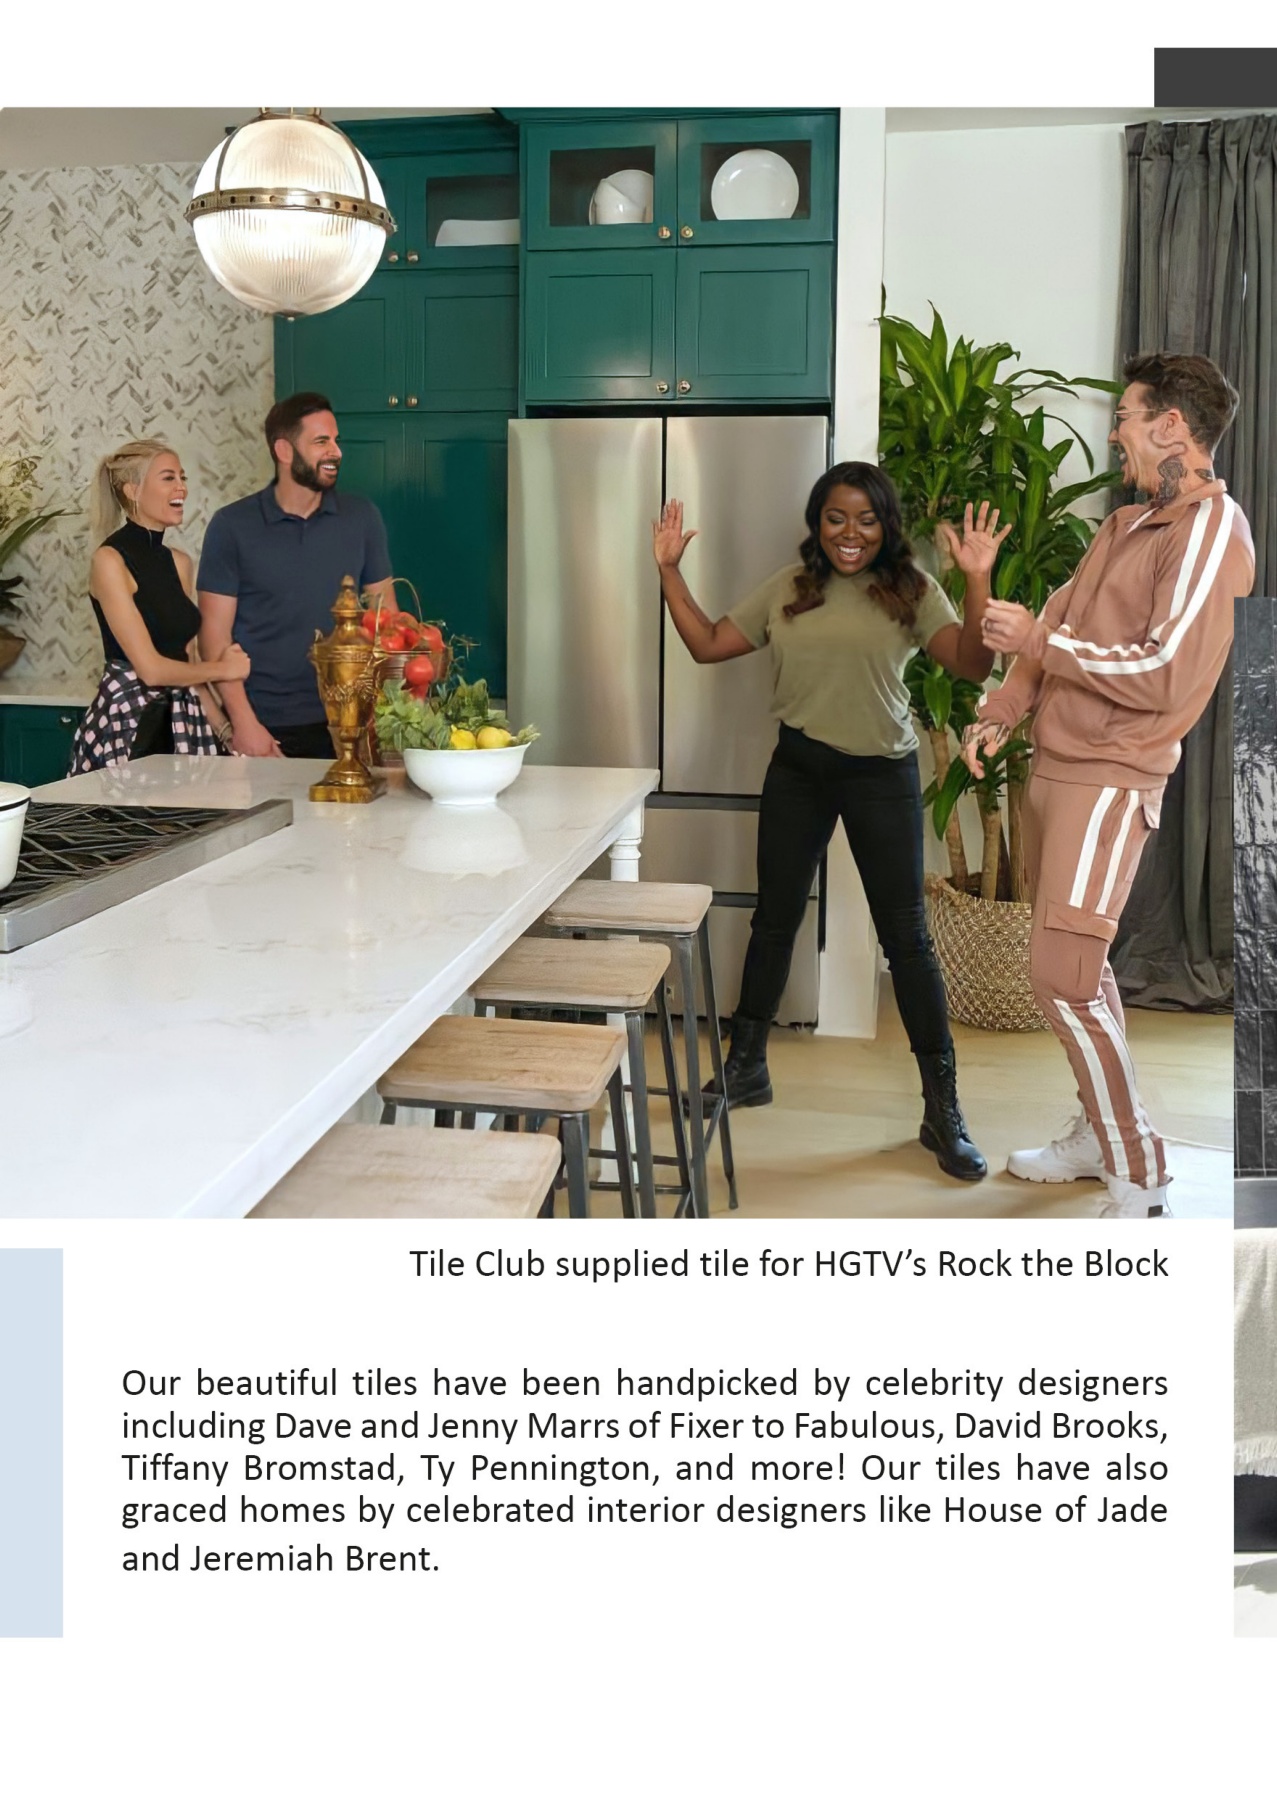 Tile Club supplied tile for HGTV’s Rock the Block
Our beautiful tiles have been handpicked by celebrity designers
including Dave and Jenny Marrs of Fixer to Fabulous, David Brooks,
Tiffany Bromstad, Ty Pennington, and more! Our tiles have also
graced homes by celebrated interior designers like House of Jade
and Jeremiah Brent.